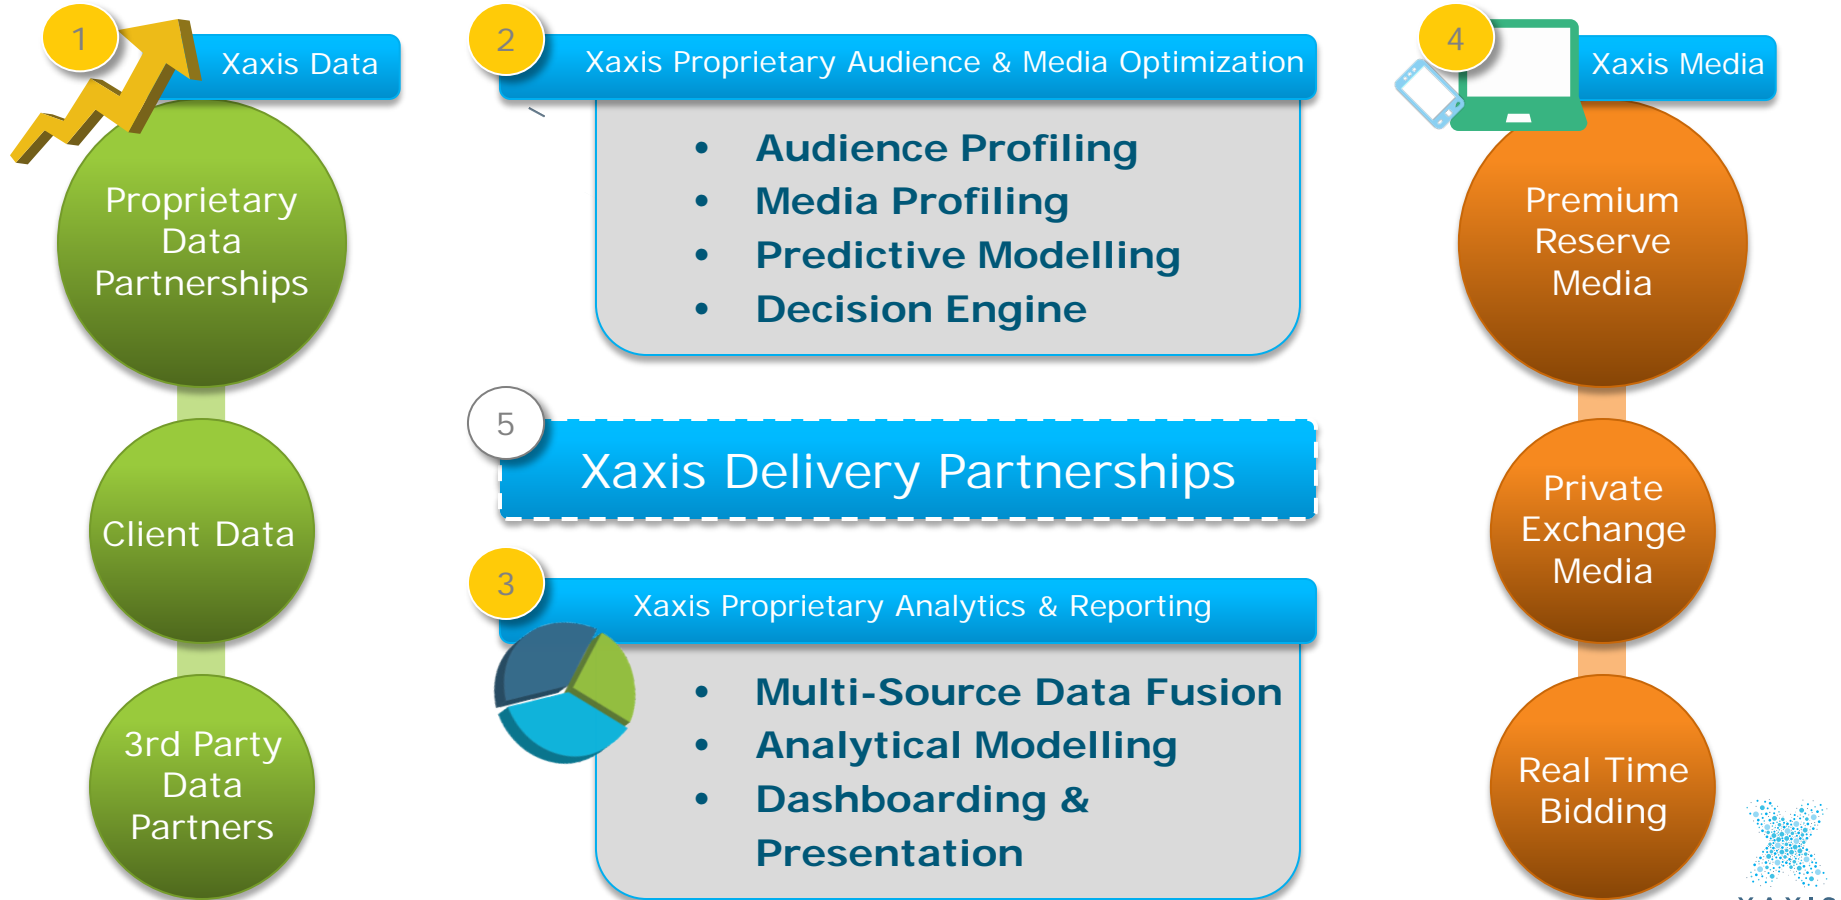 1
Xaxis Data
Proprietary
Data
Partnerships
Client Data
3rd Party
Data
Partners
2
Xaxis Proprietary Audience & Media Optimization
• Audience Profiling
• Media Profiling
• Predictive Modelling
• Decision Engine
5
Xaxis Delivery Partnerships
3
Xaxis Proprietary Analytics & Reporting
• Multi-Source Data Fusion
• Analytical Modelling
• Dashboarding &
Presentation
4
Xaxis Media
Premium
Reserve
Media
Private
Exchange
Media
Real Time
Bidding
XAXIS